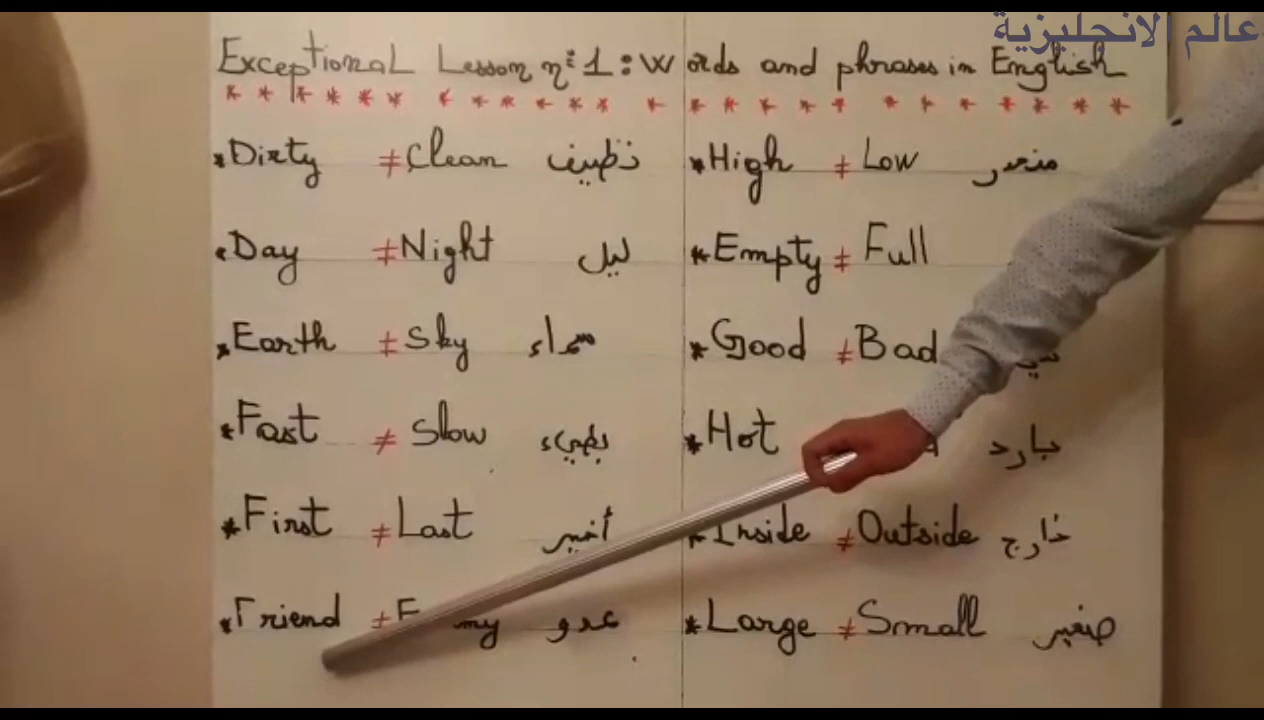 عالم الانجليزية
Exceptional Lesson n°1: Words and phrases in English
* Dirty ≠ Clean نظيف
* Day ≠ Night ليل
* Earth ≠ Sky سماء
* Fast ≠ Slow بطيء
* First ≠ Last أخير
* Friend ≠ E my عدو
* High ≠ Low
* Empty ≠ Full
* Good ≠ Bad
* Hot بارد
* Inside ≠ Outside خارج
* Large ≠ Small صغير